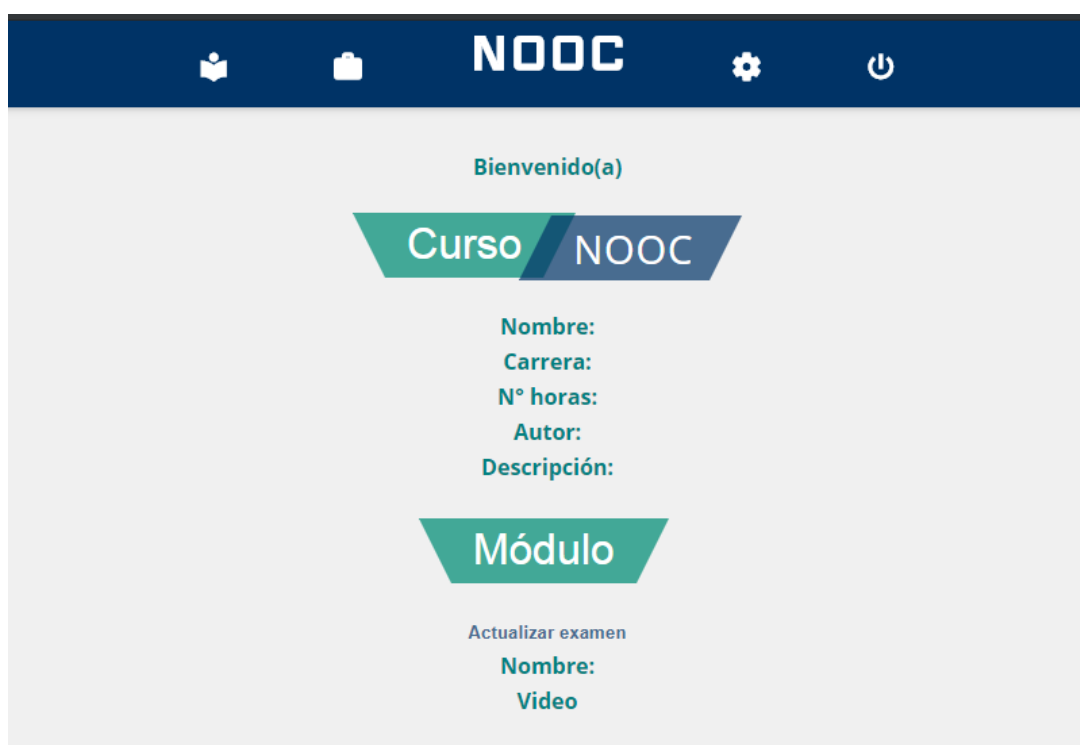 NOOC
Bienvenido(a)
Curso NOOC
Nombre:
Carrera:
N° horas:
Autor:
Descripción:
Módulo
Actualizar examen
Nombre:
Video